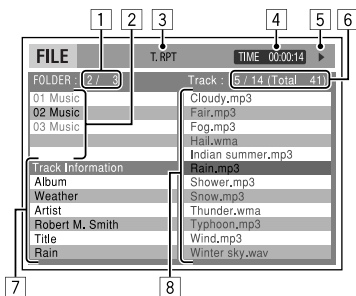 1 2 3 4 5 6
FILE T. RPT TIME 00:00:14
FOLDER : 2 / 3 Track : 5 / 14 (Total 41)
01 Music
02 Music
03 Music
Track Information
Album
Weather
Artist
Robert M. Smith
Title
Rain
Cloudy.mp3
Fair.mp3
Fog.mp3
Hail.wma
Indian summer.mp3
Rain.mp3
Shower.mp3
Snow.mp3
Thunder.wma
Typhoon.mp3
Wind.mp3
Winter sky.wav
7 8